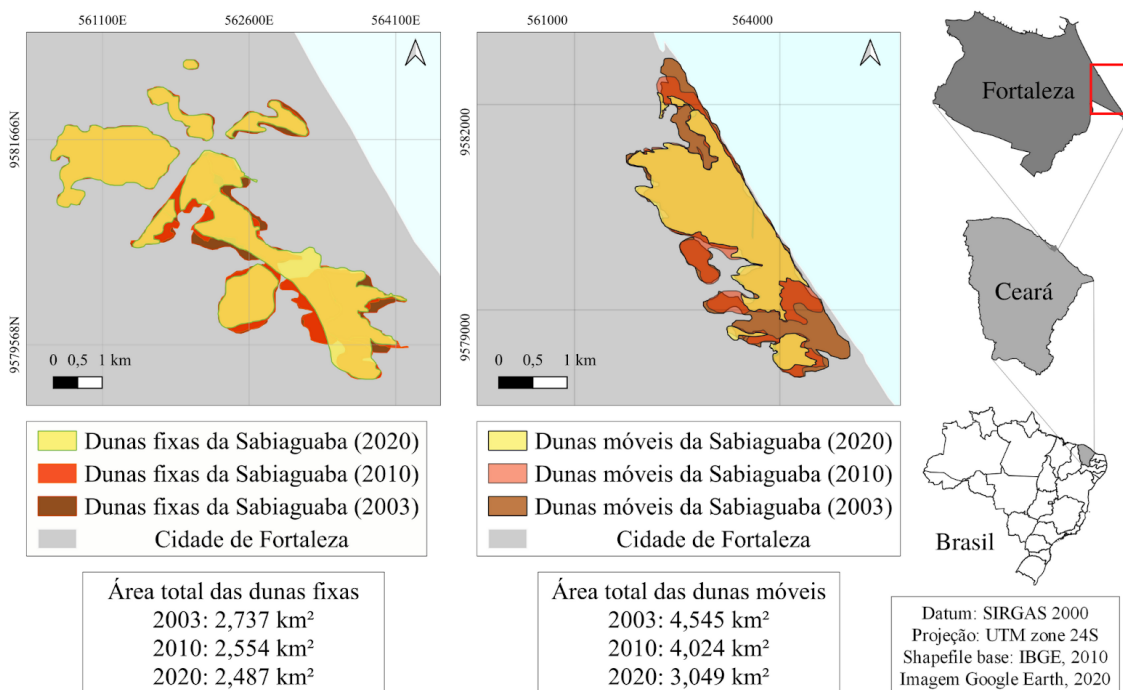 561100E 562600E 564100E
9581666N
9579568N
0 0,5 1 km
561000 564000
9582000
9579000
0 0,5 1 km
Fortaleza
Ceará
Brasil
Dunas fixas da Sabiaguaba (2020)
Dunas fixas da Sabiaguaba (2010)
Dunas fixas da Sabiaguaba (2003)
Cidade de Fortaleza
Dunas móveis da Sabiaguaba (2020)
Dunas móveis da Sabiaguaba (2010)
Dunas móveis da Sabiaguaba (2003)
Cidade de Fortaleza
Área total das dunas fixas
2003: 2,737 km²
2010: 2,554 km²
2020: 2,487 km²
Área total das dunas móveis
2003: 4,545 km²
2010: 4,024 km²
2020: 3,049 km²
Datum: SIRGAS 2000
Projeção: UTM zone 24S
Shapefile base: IBGE, 2010
Imagem Google Earth, 2020